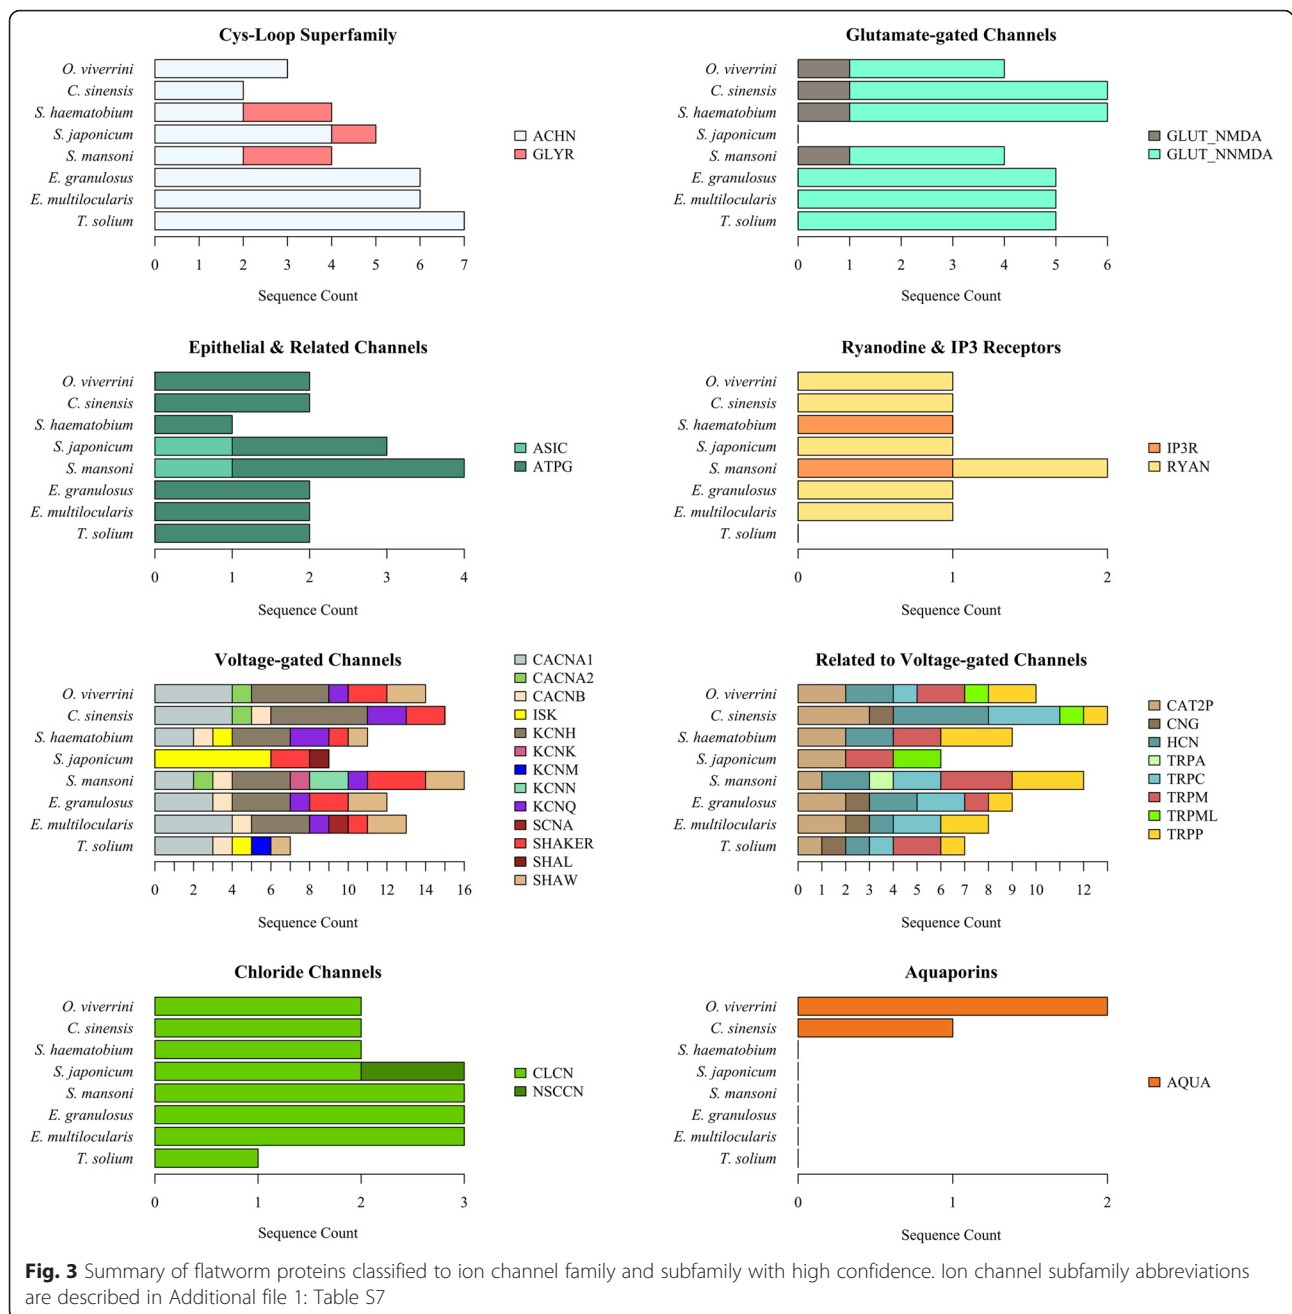 Cys-Loop Superfamily
O. viverrini
C. sinensis
S. haematobium
S. japonicum
S. mansoni
E. granulosus
E. multilocularis
T. solium
0 1 2 3 4 5 6 7
Sequence Count
ACHN
GLYR
Glutamate-gated Channels
O. viverrini
C. sinensis
S. haematobium
S. japonicum
S. mansoni
E. granulosus
E. multilocularis
T. solium
0 1 2 3 4 5 6
Sequence Count
GLUT_NMDA
GLUT_NNMDA
Epithelial & Related Channels
O. viverrini
C. sinensis
S. haematobium
S. japonicum
S. mansoni
E. granulosus
E. multilocularis
T. solium
0 1 2 3 4
Sequence Count
ASIC
ATPG
Ryanodine & IP3 Receptors
O. viverrini
C. sinensis
S. haematobium
S. japonicum
S. mansoni
E. granulosus
E. multilocularis
T. solium
0 1 2
Sequence Count
IP3R
RYAN
Voltage-gated Channels
O. viverrini
C. sinensis
S. haematobium
S. japonicum
S. mansoni
E. granulosus
E. multilocularis
T. solium
0 2 4 6 8 10 12 14 16
Sequence Count
CACNA1
CACNA2
CACNB
ISK
KCNH
KCNK
KCNM
KCNN
KCNQ
SCNA
SHAKER
SHAL
SHAW
Related to Voltage-gated Channels
O. viverrini
C. sinensis
S. haematobium
S. japonicum
S. mansoni
E. granulosus
E. multilocularis
T. solium
0 1 2 3 4 5 6 7 8 9 10 12
Sequence Count
CAT2P
CNG
HCN
TRPA
TRPC
TRPM
TRPML
TRPP
Chloride Channels
O. viverrini
C. sinensis
S. haematobium
S. japonicum
S. mansoni
E. granulosus
E. multilocularis
T. solium
0 1 2 3
Sequence Count
CLCN
NSCCN
Aquaporins
O. viverrini
C. sinensis
S. haematobium
S. japonicum
S. mansoni
E. granulosus
E. multilocularis
T. solium
0 1 2
Sequence Count
AQUA
Fig. 3 Summary of flatworm proteins classified to ion channel family and subfamily with high confidence. Ion channel subfamily abbreviations
are described in Additional file 1: Table S7